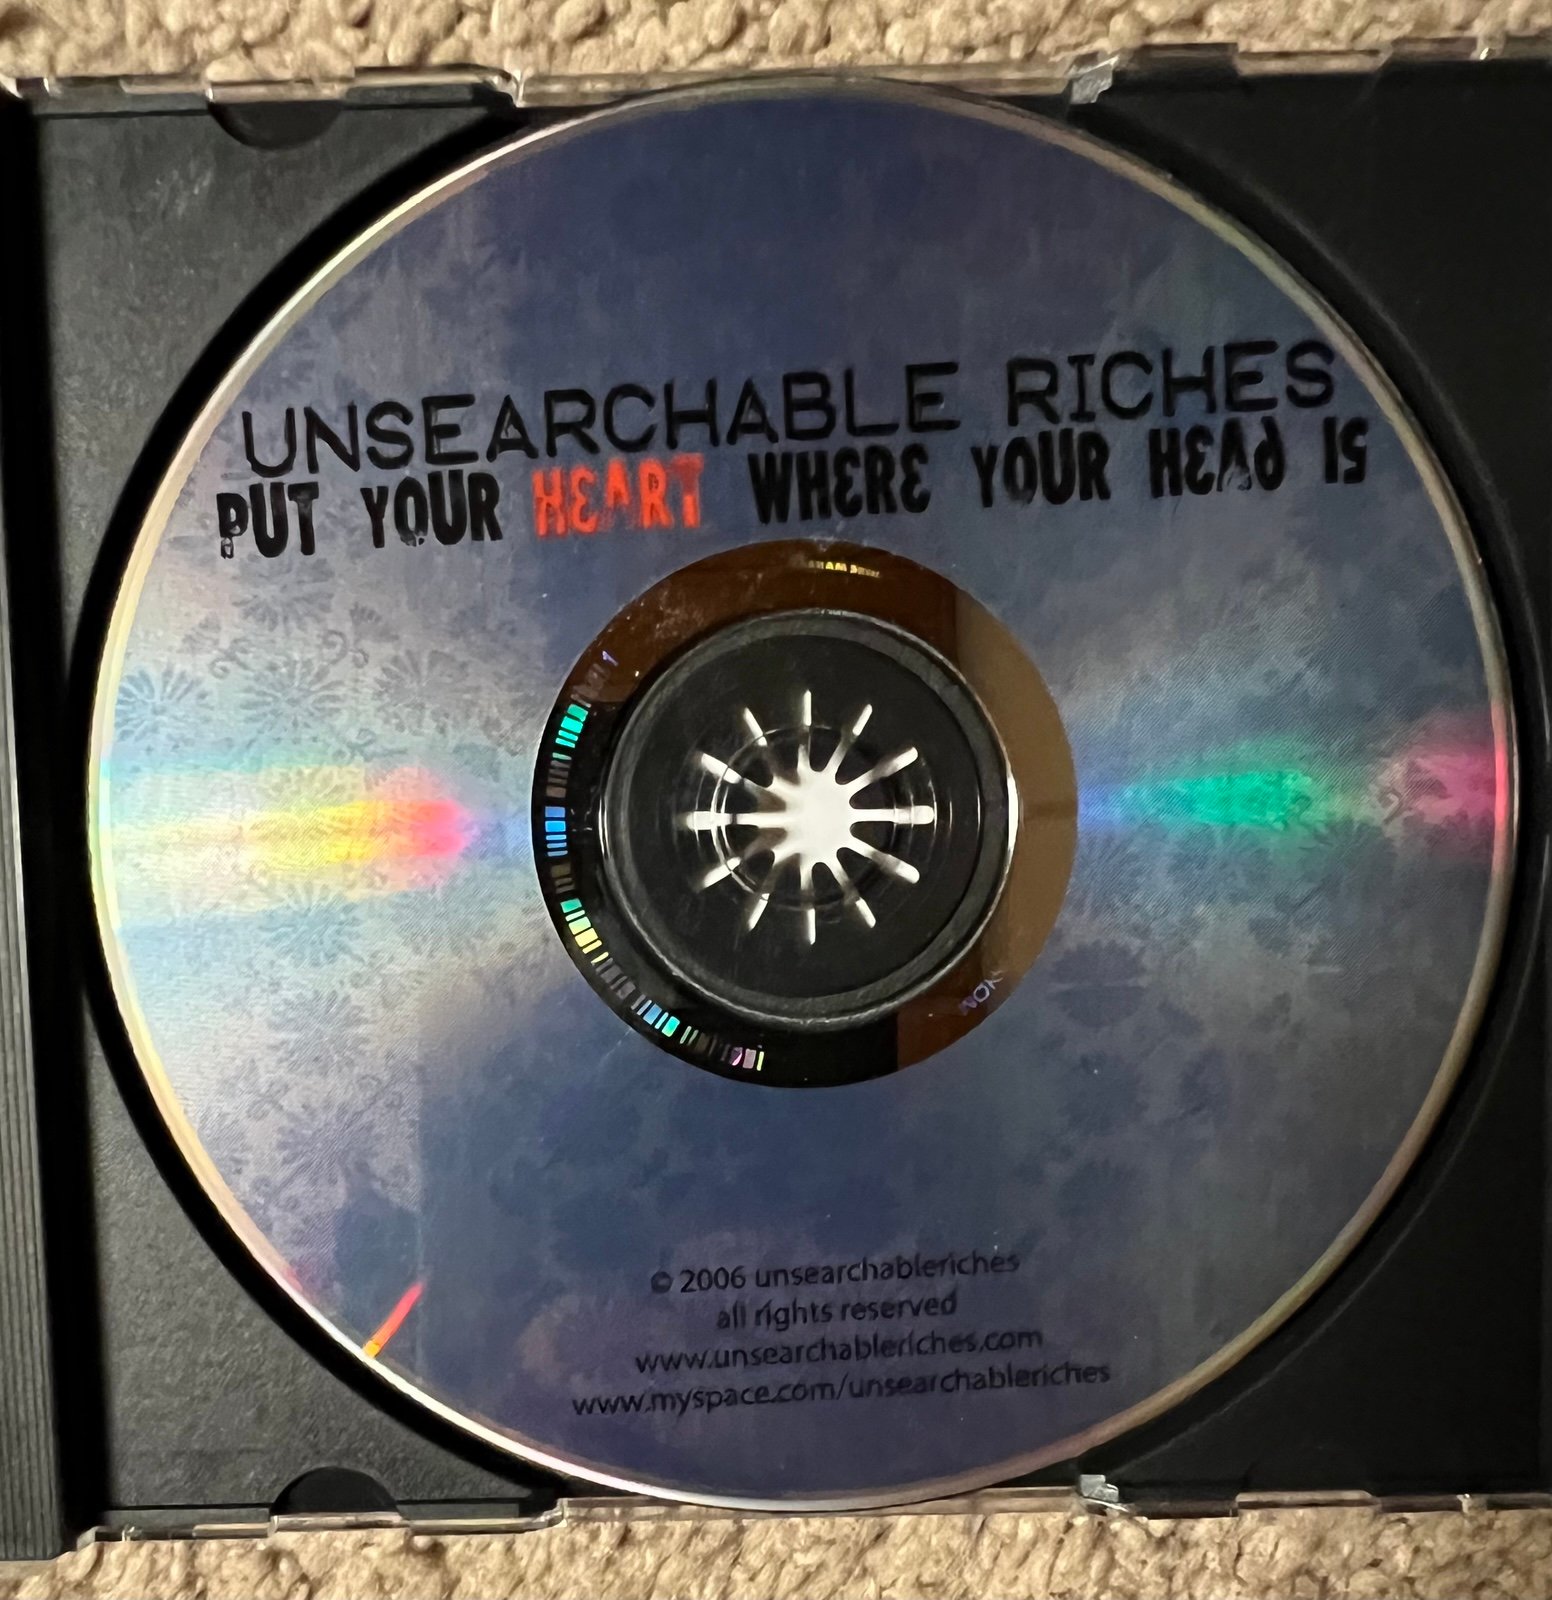 UNSEARCHABLE RICHES
PUT YOUR HEART WHERE YOUR HEAD IS
© 2006 unsearchableriches
all rights reserved
www.unsearchableriches.com
www.myspace.com/unsearchableriches